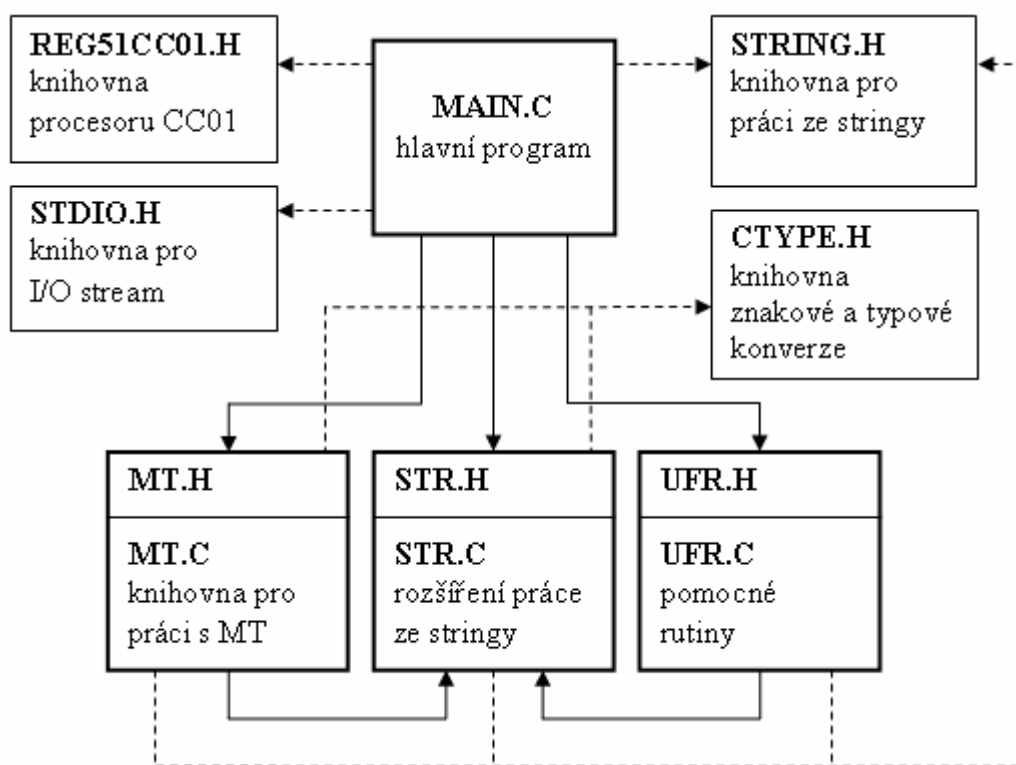 REG51CC01.H
knihovna
procesoru CC01
MAIN.C
hlavní program
STRING.H
knihovna pro
práci ze stringy
STDIO.H
knihovna pro
I/O stream
CTYPE.H
knihovna
znakové a typové
konverze
MT.H
MT.C
knihovna pro
práci s MT
STR.H
STR.C
rozšíření práce
ze stringy
UFR.H
UFR.C
pomocné
rutiny